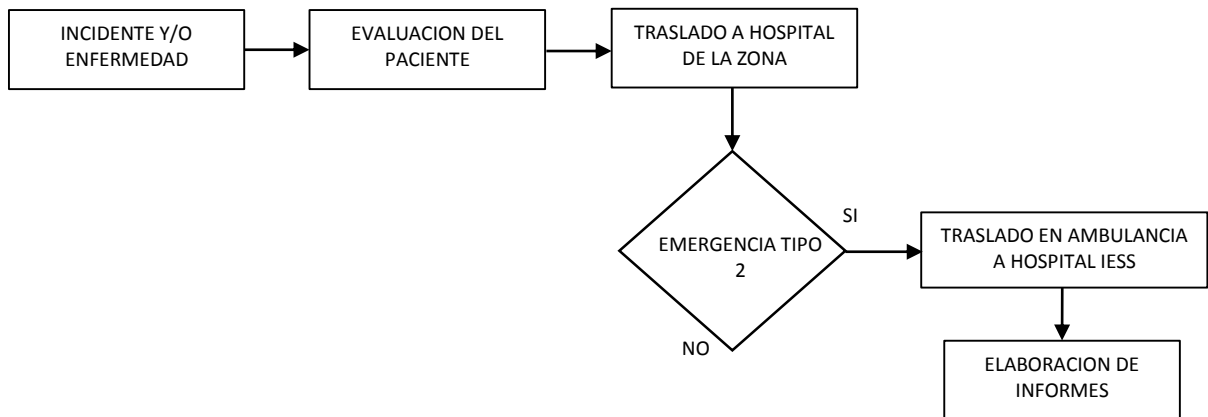 INCIDENTE Y/O
ENFERMEDAD
EVALUACION DEL
PACIENTE
TRASLADO A HOSPITAL
DE LA ZONA
EMERGENCIA TIPO
2
SI
NO
TRASLADO EN AMBULANCIA
A HOSPITAL IESS
ELABORACION DE
INFORMES